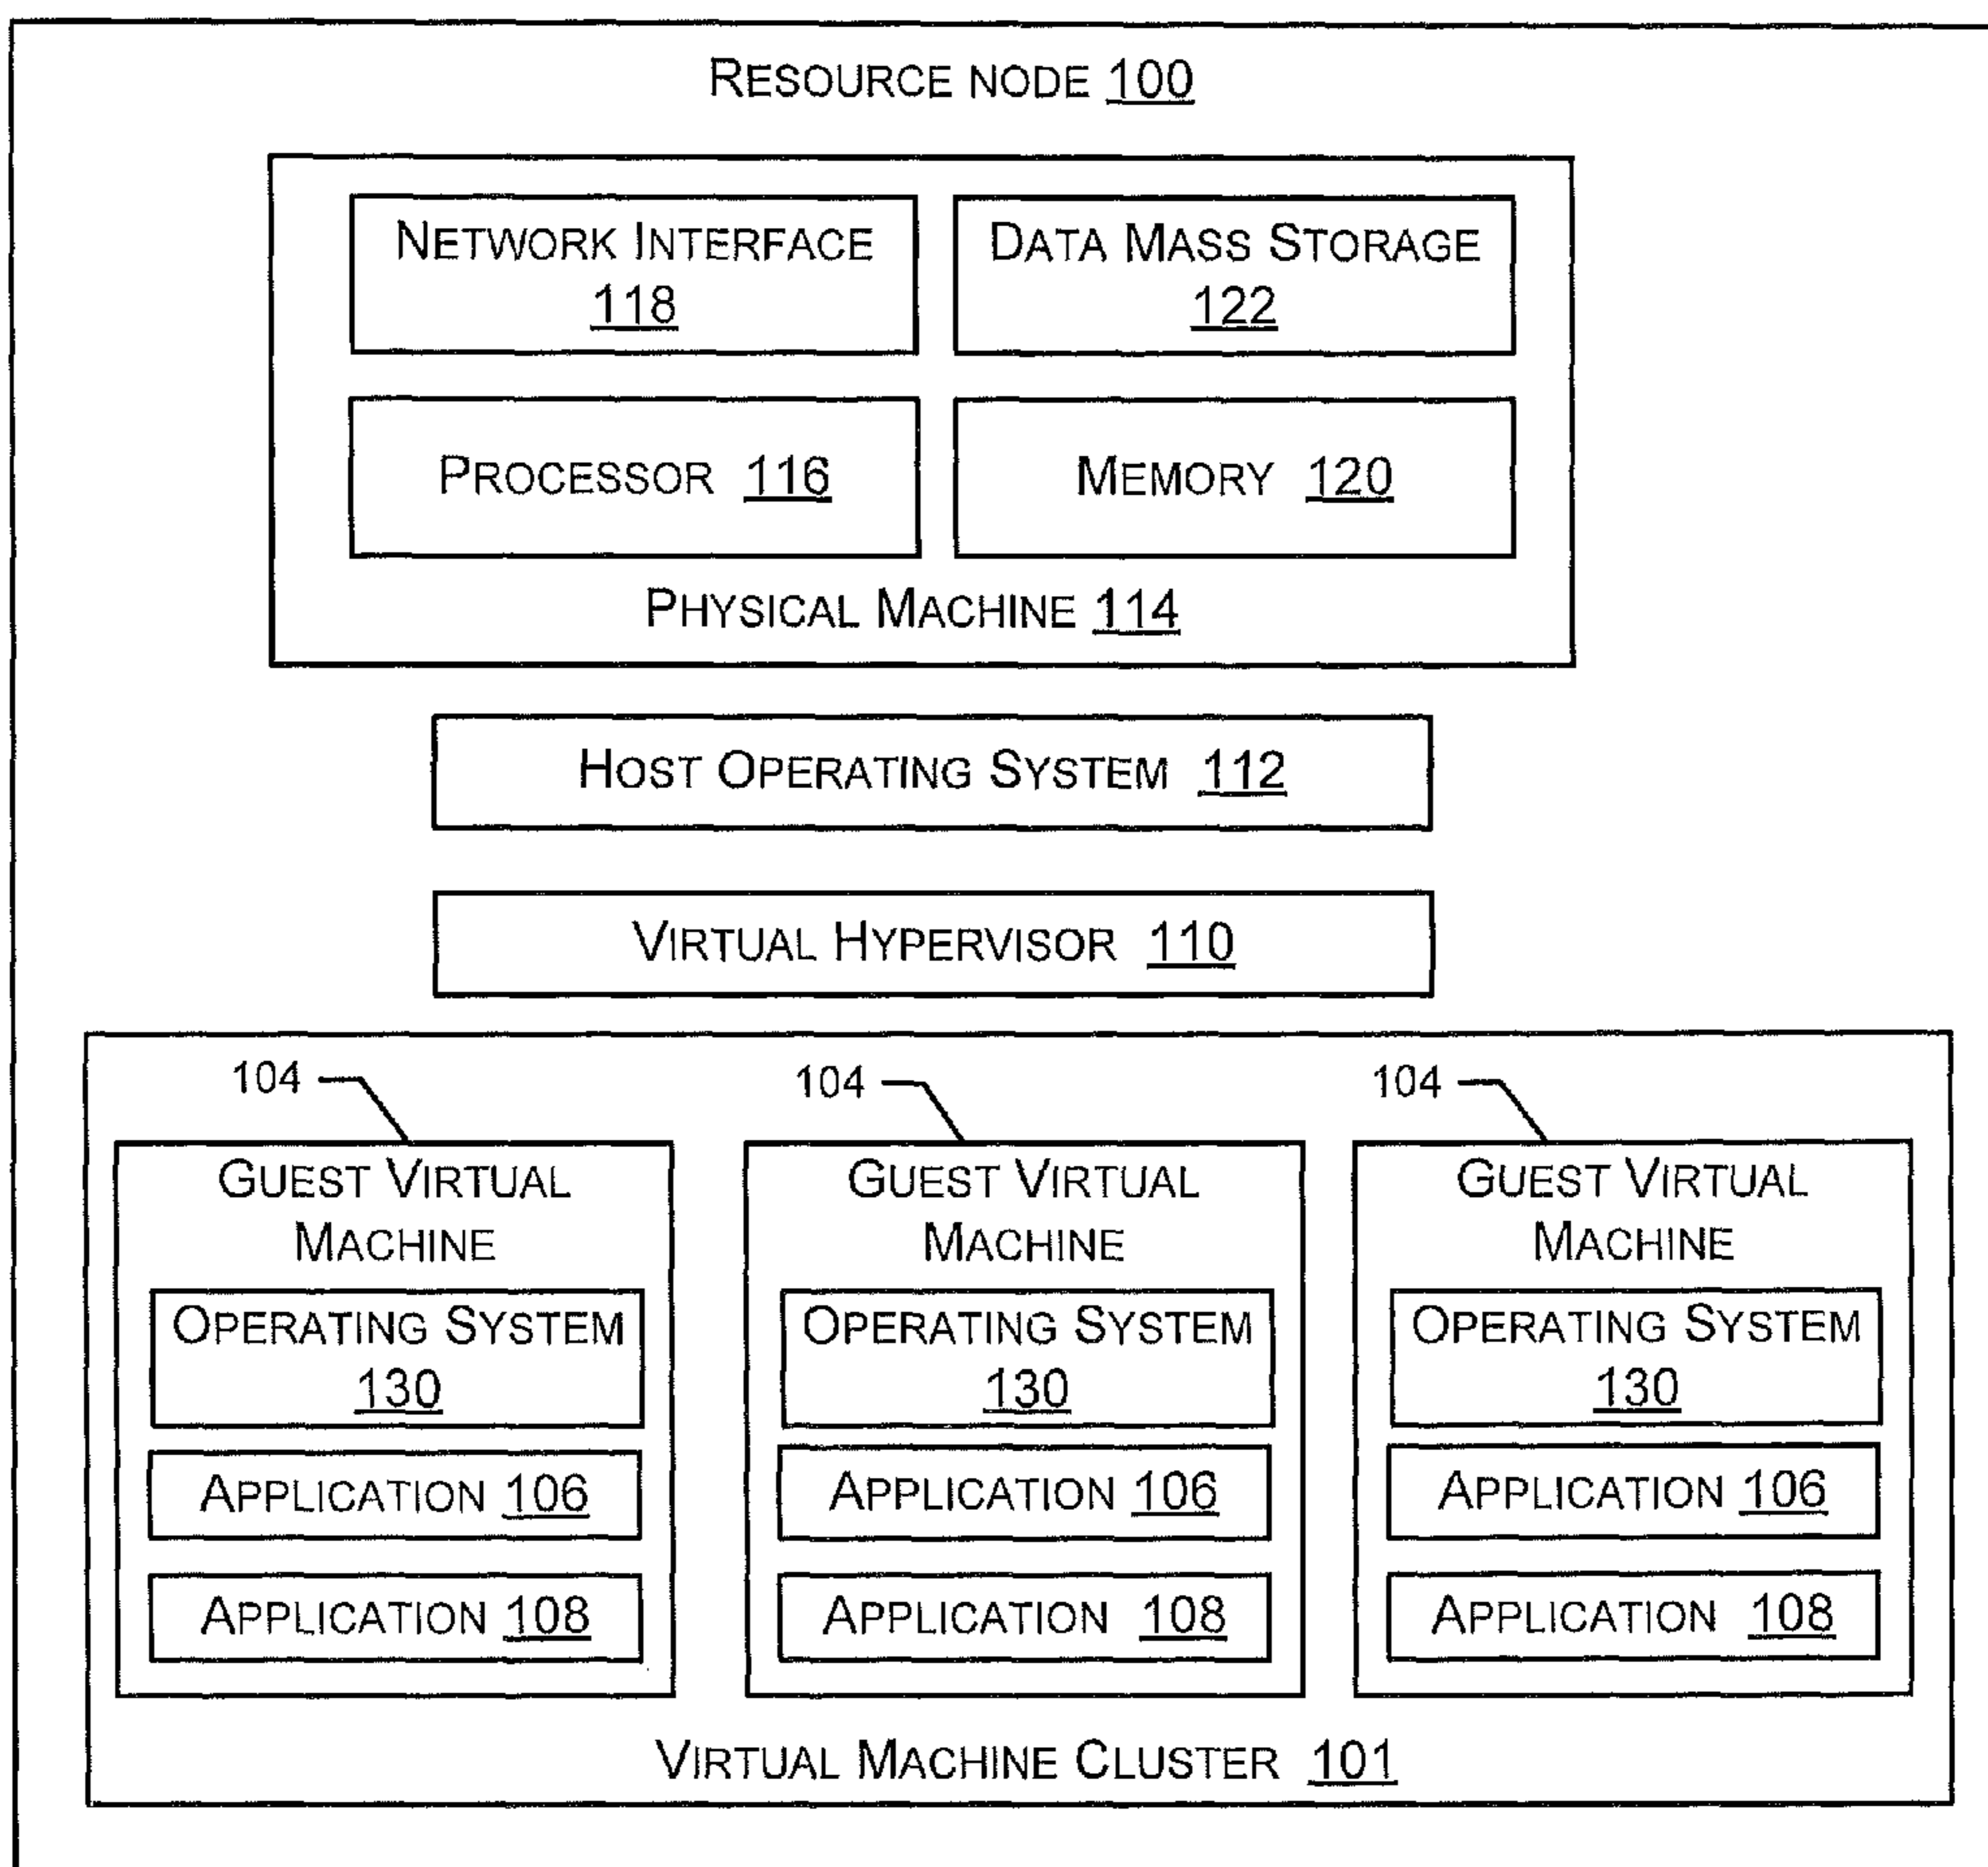 RESOURCE NODE 100
NETWORK INTERFACE
118
DATA MASS STORAGE
122
PROCESSOR 116
MEMORY 120
PHYSICAL MACHINE 114
HOST OPERATING SYSTEM 112
VIRTUAL HYPERVISOR 110
104
GUEST VIRTUAL
MACHINE
OPERATING SYSTEM
130
APPLICATION 106
APPLICATION 108
104
GUEST VIRTUAL
MACHINE
OPERATING SYSTEM
130
APPLICATION 106
APPLICATION 108
104
GUEST VIRTUAL
MACHINE
OPERATING SYSTEM
130
APPLICATION 106
APPLICATION 108
VIRTUAL MACHINE CLUSTER 101